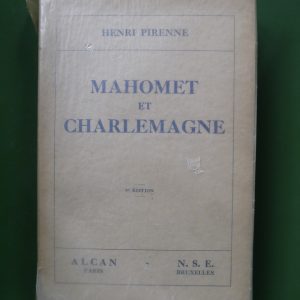 HENRI PIRENNE
MAHOMET
ET
CHARLEMAGNE
ÉDITION
ALCAN - N. S. E.
PARIS BRUXELLES